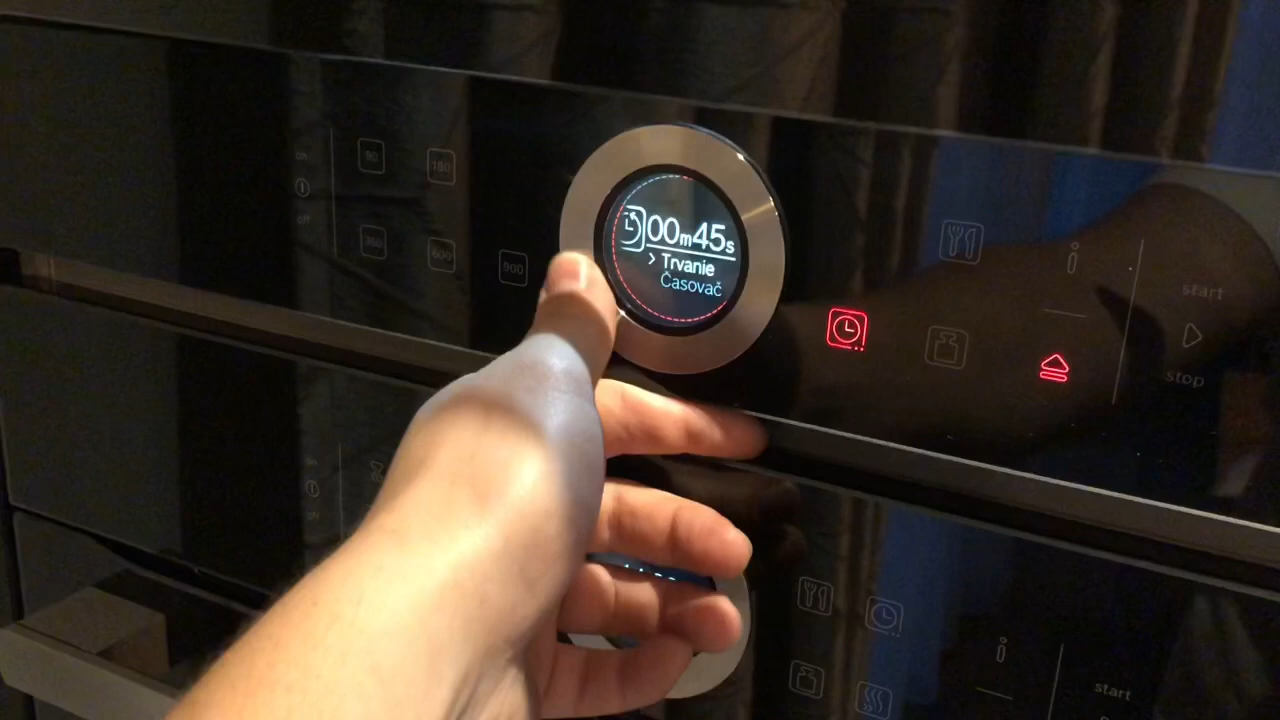 on
90
180
off
360
600
900
00m45s
> Trvanie
Časovač
i
start
stop
i
start